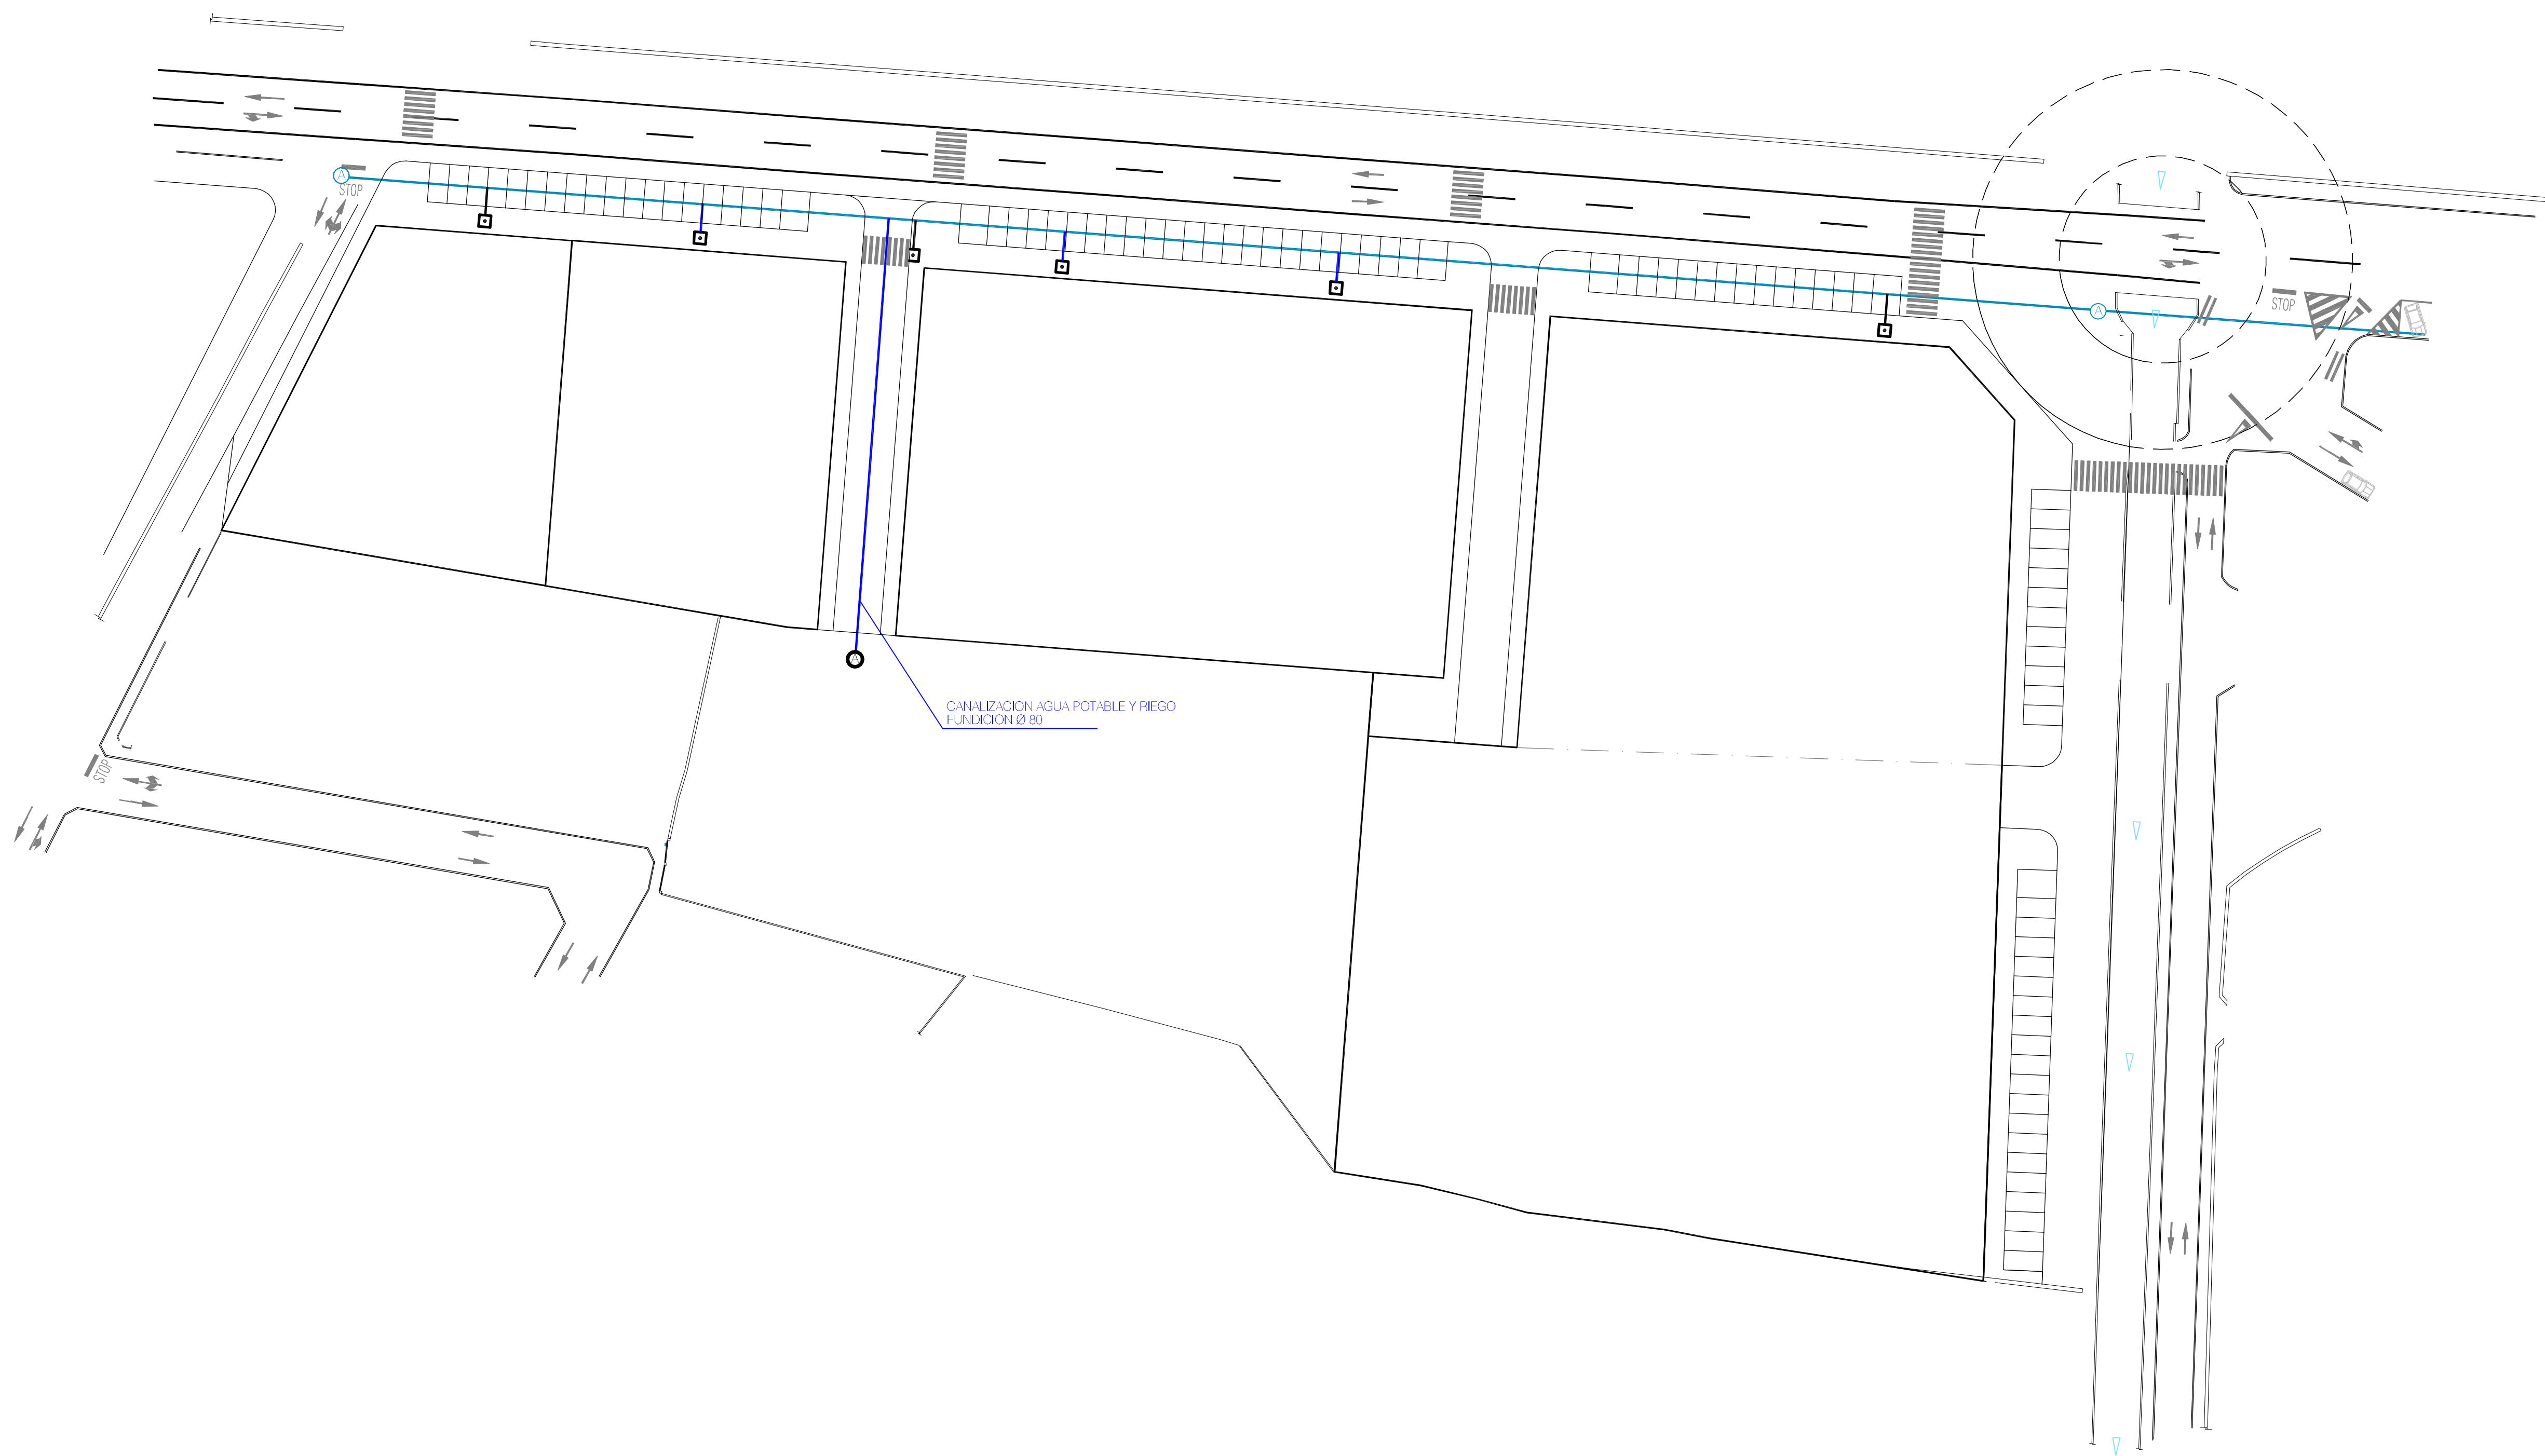 A
STOP
STOP
A
A
CANALIZACION AGUA POTABLE Y RIEGO
FUNDICION Ø 80
STOP